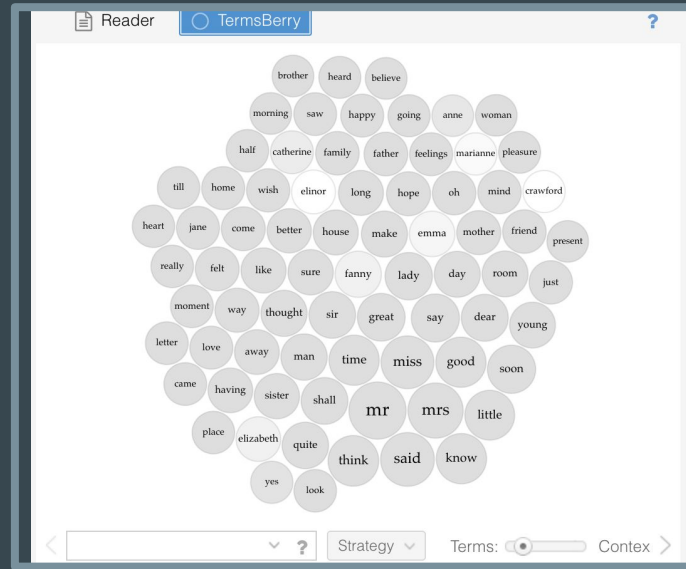 Reader TermsBerry ?
brother heard believe
morning saw happy going anne woman
half catherine family father feelings marianne pleasure
till home wish elinor long hope oh mind crawford
heart jane come better house make emma mother friend present
really felt like sure fanny lady day room just
moment way thought sir great say dear young
letter love away man time miss good soon
came having sister shall mr mrs little
place elizabeth quite think said know
yes look
? Strategy Terms: Contex